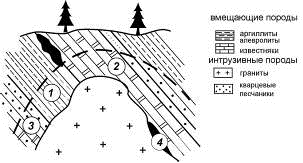 вмещающие породы
аргиллиты
алевролиты
известняки
интрузивные породы
граниты
кварцевые
песчаники
1
2
3
4